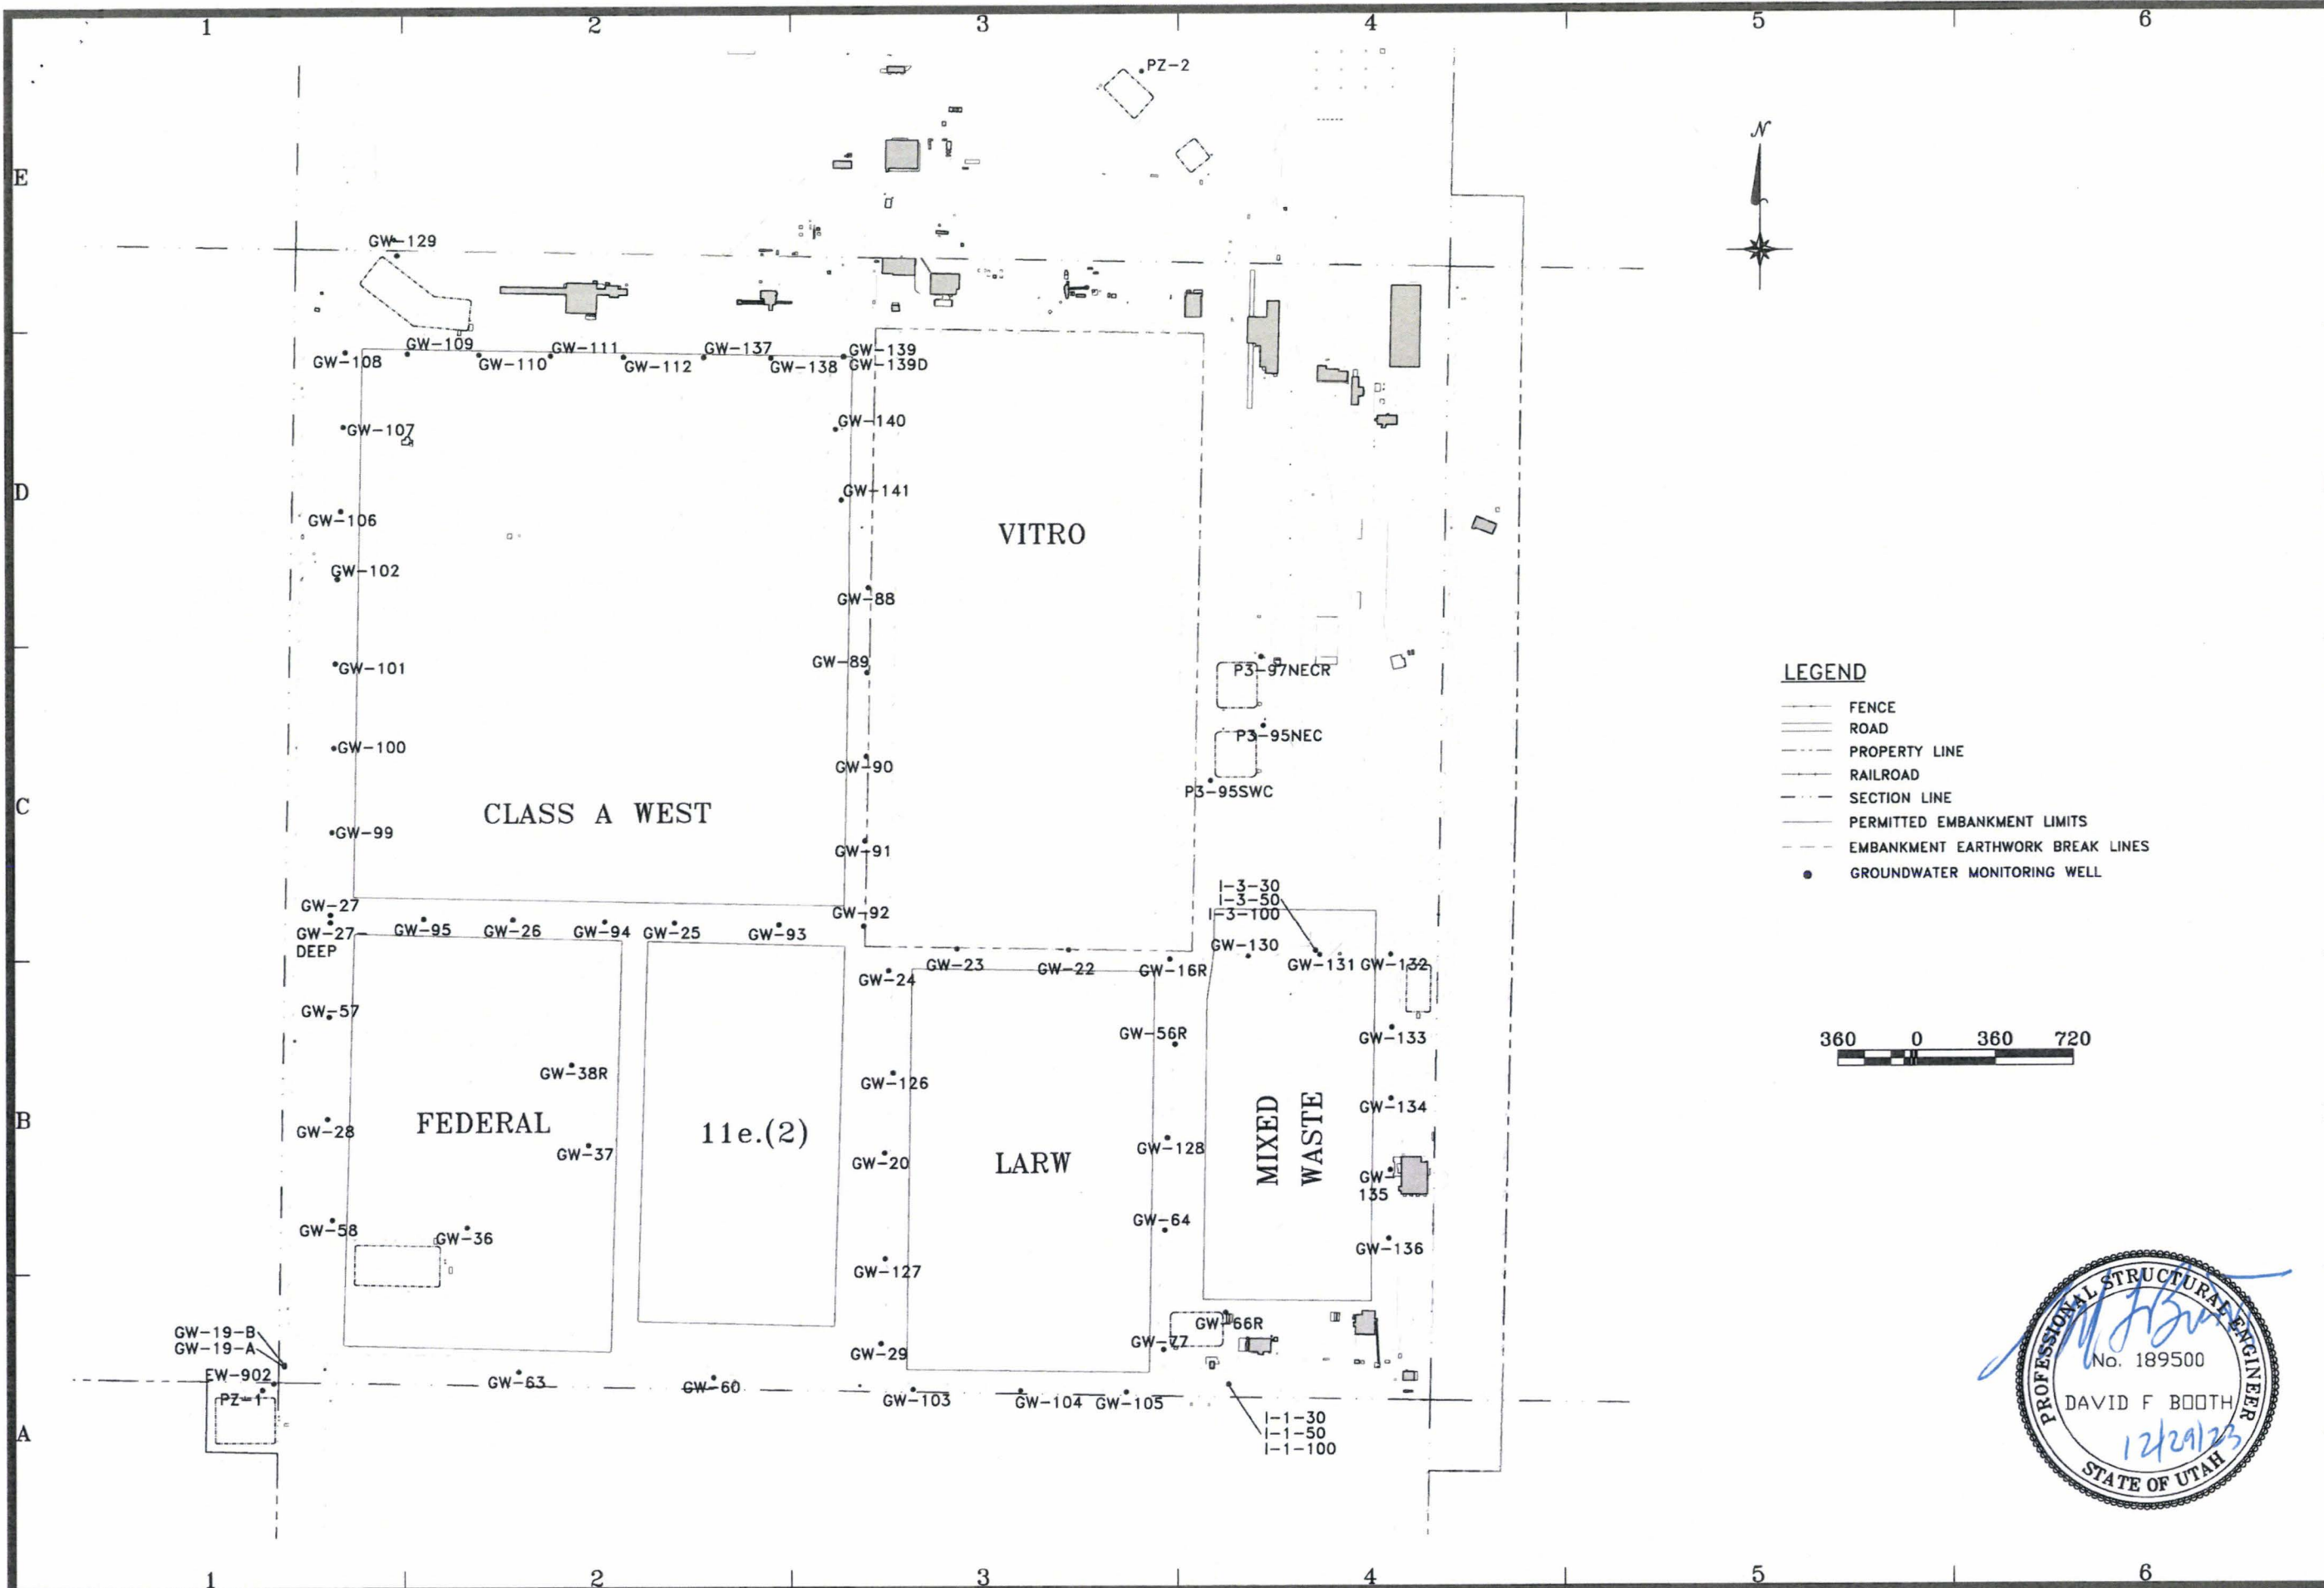 1 2 3 4 5 6
PZ-2
N
E
GW-129
GW-108
GW-109
GW-110
GW-111
GW-112
GW-137
GW-138
GW-139
GW-139D
GW-107
GW-140
D
GW-141
GW-106
VITRO
GW-102
GW-88
GW-101
GW-89
P3-97NECR
P3-95NEC
GW-100
GW-90
P3-95SWC
C
CLASS A WEST
GW-99
GW-91
LEGEND
FENCE
ROAD
PROPERTY LINE
RAILROAD
SECTION LINE
PERMITTED EMBANKMENT LIMITS
EMBANKMENT EARTHWORK BREAK LINES
GROUNDWATER MONITORING WELL
I-3-30
I-3-50
I-3-100
GW-27
GW-27-
DEEP
GW-95
GW-26
GW-94
GW-25
GW-93
GW-92
GW-130
GW-131
GW-132
GW-24
GW-23
GW-22
GW-16R
GW-57
GW-56R
GW-133
360 0 360 720
GW-38R
GW-126
GW-134
B
GW-28
FEDERAL
GW-37
11e.(2)
GW-20
LARW
GW-128
MIXED
WASTE
GW-
135
GW-58
GW-36
GW-64
GW-136
GW-127
GW-19-B
GW-19-A
EW-902
PZ-1
GW-66R
GW-77
GW-29
GW-63
GW-60
GW-103
GW-104
GW-105
A
I-1-30
I-1-50
I-1-100
PROFESSIONAL STRUCTURAL ENGINEER
No. 189500
DAVID F BOOTH
12/29/23
STATE OF UTAH
1 2 3 4 5 6